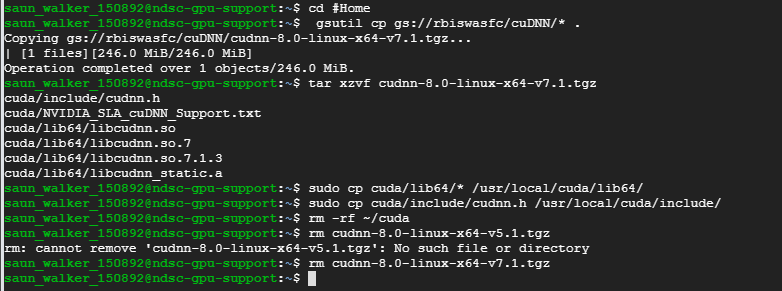 saun_walker_150892@ndsc-gpu-support:~$ cd #Home
saun_walker_150892@ndsc-gpu-support:~$  gsutil cp gs://rbiswasfc/cuDNN/* .
Copying gs://rbiswasfc/cuDNN/cudnn-8.0-linux-x64-v7.1.tgz...
| [1 files][246.0 MiB/246.0 MiB]
Operation completed over 1 objects/246.0 MiB.
saun_walker_150892@ndsc-gpu-support:~$ tar xzvf cudnn-8.0-linux-x64-v7.1.tgz
cuda/include/cudnn.h
cuda/NVIDIA_SLA_cuDNN_Support.txt
cuda/lib64/libcudnn.so
cuda/lib64/libcudnn.so.7
cuda/lib64/libcudnn.so.7.1.3
cuda/lib64/libcudnn_static.a
saun_walker_150892@ndsc-gpu-support:~$ sudo cp cuda/lib64/* /usr/local/cuda/lib64/
saun_walker_150892@ndsc-gpu-support:~$ sudo cp cuda/include/cudnn.h /usr/local/cuda/include/
saun_walker_150892@ndsc-gpu-support:~$ rm -rf ~/cuda
saun_walker_150892@ndsc-gpu-support:~$ rm cudnn-8.0-linux-x64-v5.1.tgz
rm: cannot remove 'cudnn-8.0-linux-x64-v5.1.tgz': No such file or directory
saun_walker_150892@ndsc-gpu-support:~$ rm cudnn-8.0-linux-x64-v7.1.tgz
saun_walker_150892@ndsc-gpu-support:~$